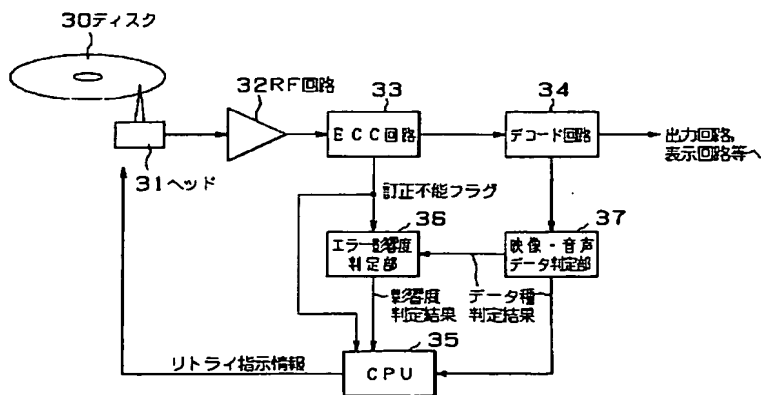 30ディスク
32RF回路
33
34
ECC回路
デコード回路
出力回路,
表示回路等へ
31ヘッド
訂正不能フラグ
36
37
エラー影響度
判定部
映像・音声
データ判定部
影響度
判定結果
データ種
判定結果
35
リトライ指示情報
CPU